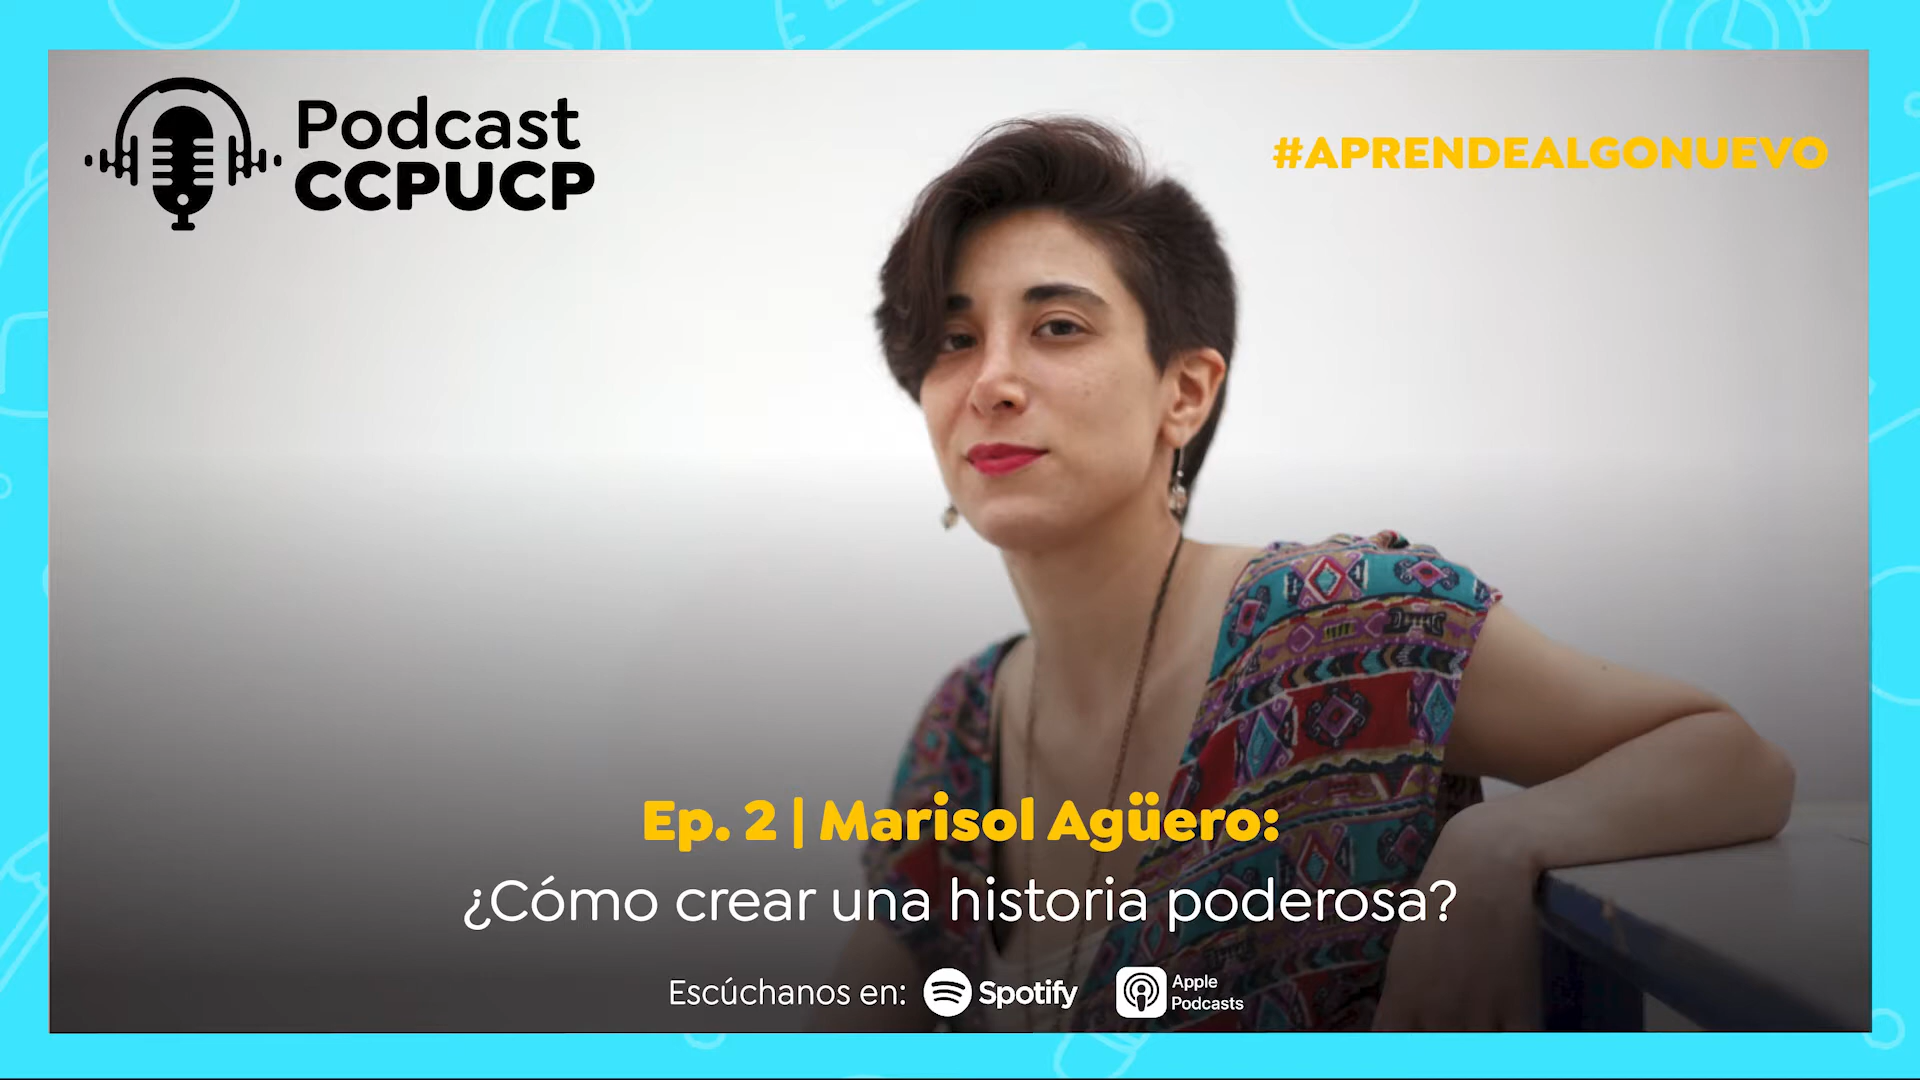 Podcast
CCPUCP
#APRENDEALGONUEVO
Ep. 2 | Marisol Agüero:
¿Cómo crear una historia poderosa?
Escúchanos en: Spotify Apple
Podcasts